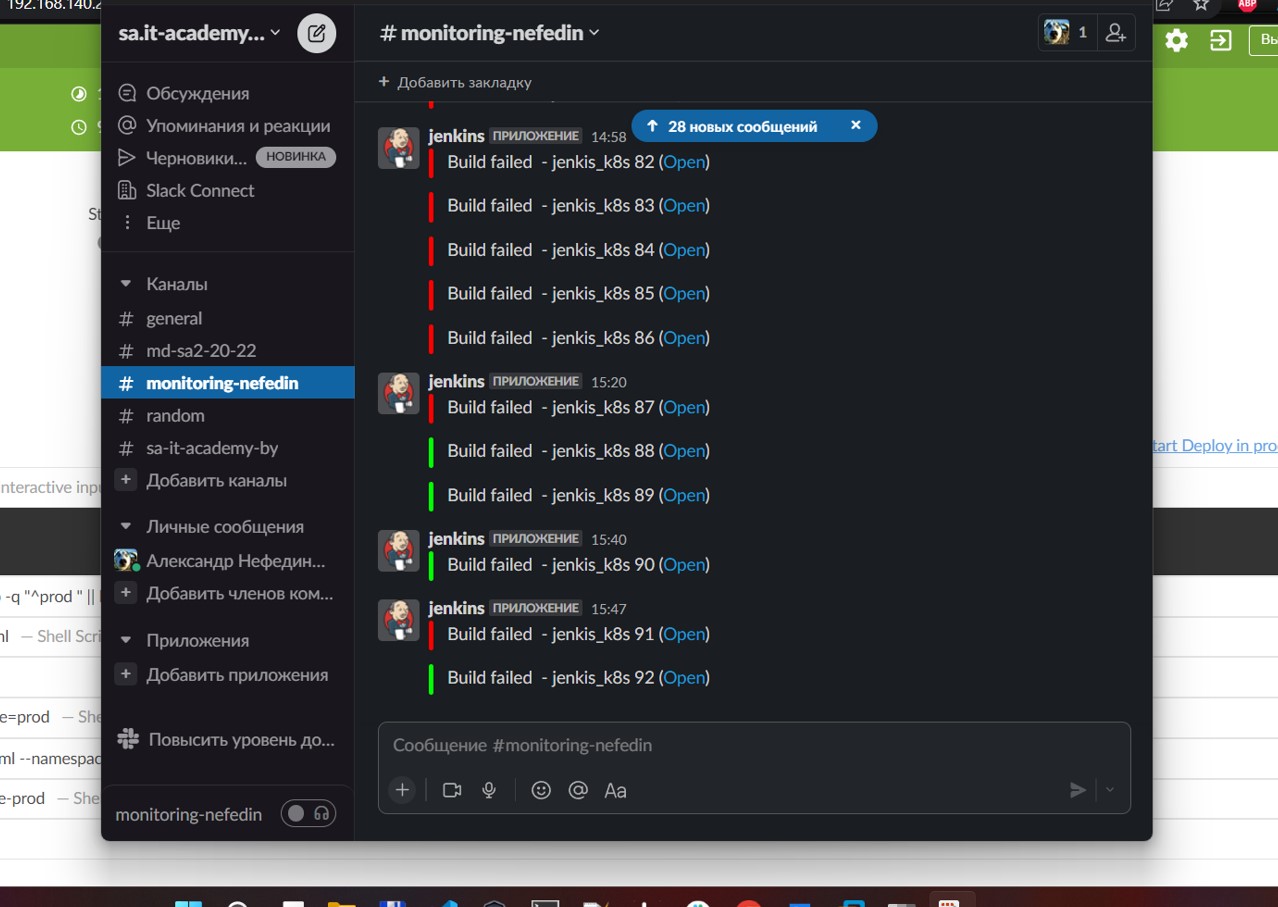 192.168.140.2
sa.it-academy...
# monitoring-nefedin
1
Добавить закладку
Обсуждения
Упоминания и реакции
Черновики... НОВИНКА
Slack Connect
Еще
Каналы
# general
# md-sa2-20-22
# monitoring-nefedin
# random
# sa-it-academy-by
+ Добавить каналы
Личные сообщения
Александр Нефедин...
+ Добавить членов ком...
Приложения
+ Добавить приложения
Повысить уровень до...
monitoring-nefedin
28 новых сообщений
jenkins ПРИЛОЖЕНИЕ 14:58
Build failed - jenkis_k8s 82 (Open)
Build failed - jenkis_k8s 83 (Open)
Build failed - jenkis_k8s 84 (Open)
Build failed - jenkis_k8s 85 (Open)
Build failed - jenkis_k8s 86 (Open)
jenkins ПРИЛОЖЕНИЕ 15:20
Build failed - jenkis_k8s 87 (Open)
Build failed - jenkis_k8s 88 (Open)
Build failed - jenkis_k8s 89 (Open)
jenkins ПРИЛОЖЕНИЕ 15:40
Build failed - jenkis_k8s 90 (Open)
jenkins ПРИЛОЖЕНИЕ 15:47
Build failed - jenkis_k8s 91 (Open)
Build failed - jenkis_k8s 92 (Open)
Сообщение #monitoring-nefedin
Aa
ABP
Вы
St
tart Deploy in pro
nteractive inpu
-q "^prod " ||
ml — Shell Scri
e=prod — She
ml --namespac
e-prod — She